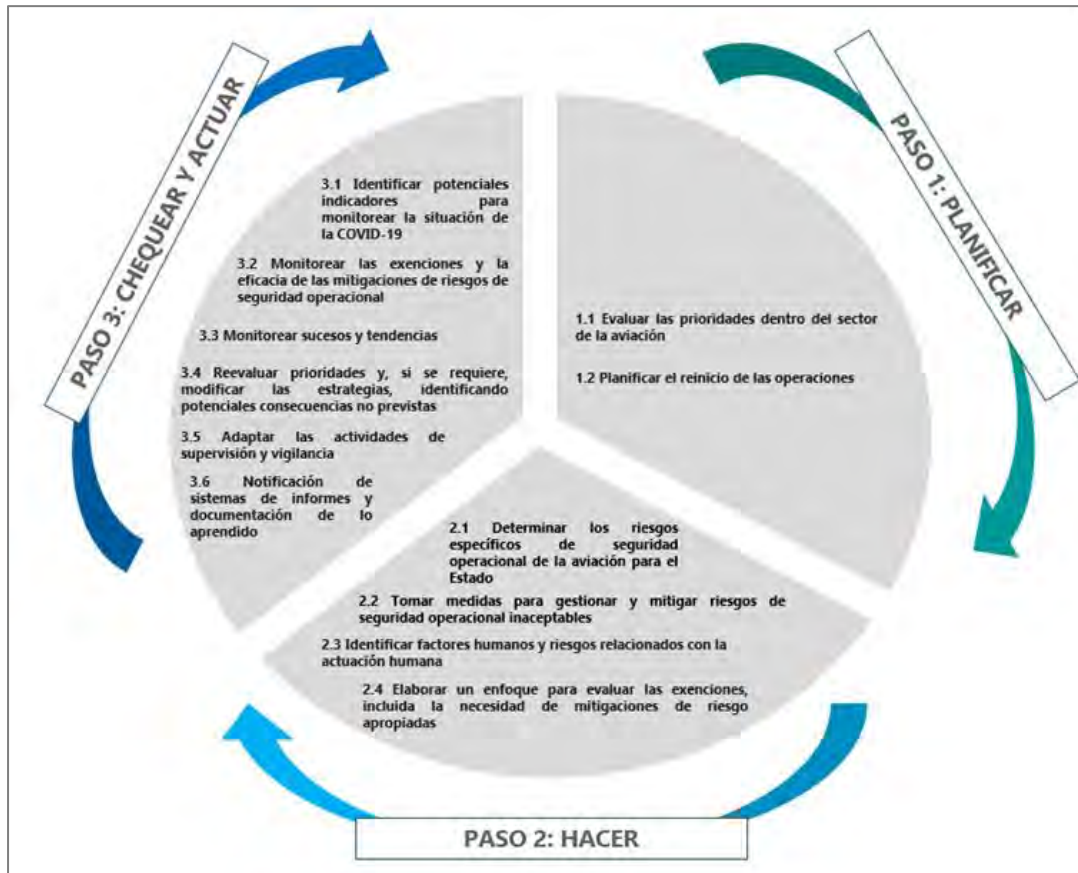 PASO 1: PLANIFICAR
1.1 Evaluar las prioridades dentro del sector
de la aviación
1.2 Planificar el reinicio de las operaciones
PASO 2: HACER
2.1 Determinar los riesgos
específicos de seguridad
operacional de la aviación para el
Estado
2.2 Tomar medidas para gestionar y mitigar riesgos de
seguridad operacional inaceptables
2.3 Identificar factores humanos y riesgos relacionados con la
actuación humana
2.4 Elaborar un enfoque para evaluar las exenciones,
incluida la necesidad de mitigaciones de riesgo
apropiadas
PASO 3: CHEQUEAR Y ACTUAR
3.1 Identificar potenciales
indicadores para
monitorear la situación de
la COVID-19
3.2 Monitorear las exenciones y la
eficacia de las mitigaciones de riesgos de
seguridad operacional
3.3 Monitorear sucesos y tendencias
3.4 Reevaluar prioridades y, si se requiere,
modificar las estrategias, identificando
potenciales consecuencias no previstas
3.5 Adaptar las actividades de
supervisión y vigilancia
3.6 Notificación de
sistemas de informes y
documentación de lo
aprendido